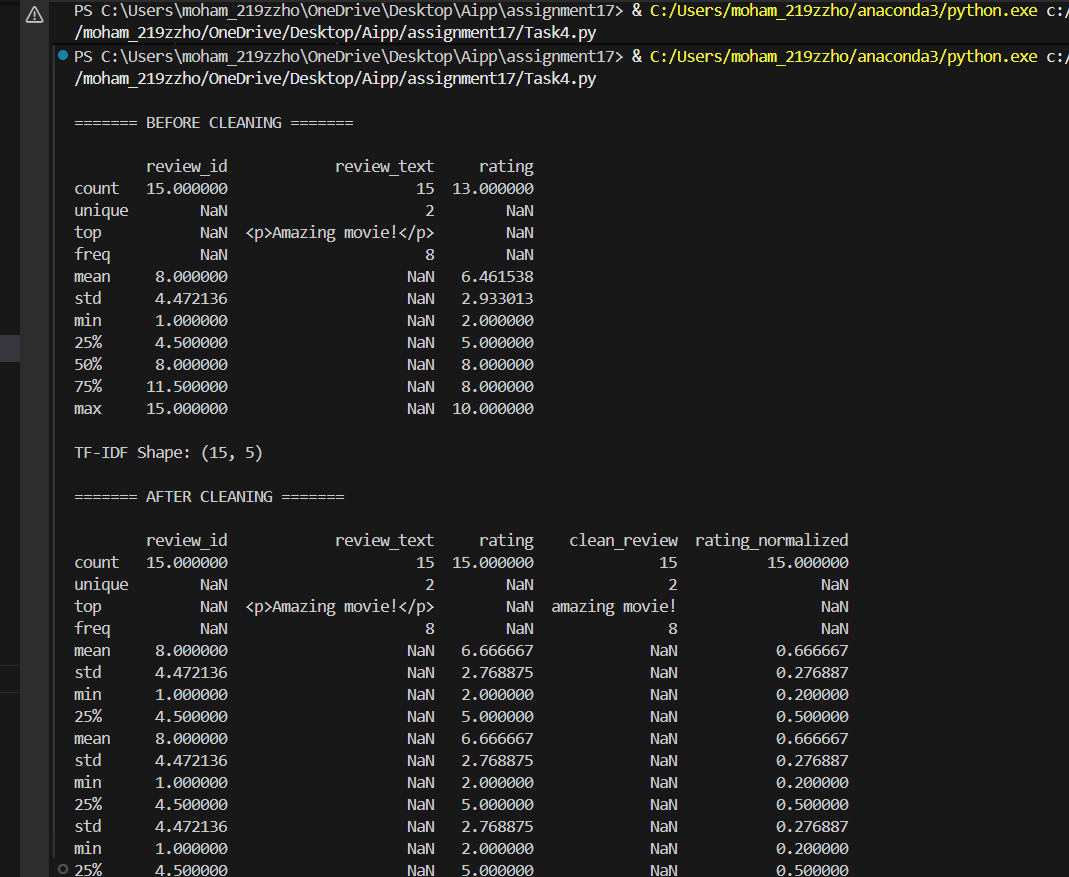 PS C:\Users\moham_219zzho\OneDrive\Desktop\Aipp\assignment17> & C:/Users/moham_219zzho/anaconda3/python.exe c:/
/moham_219zzho/OneDrive/Desktop/Aipp/assignment17/Task4.py
PS C:\Users\moham_219zzho\OneDrive\Desktop\Aipp\assignment17> & C:/Users/moham_219zzho/anaconda3/python.exe c:/
/moham_219zzho/OneDrive/Desktop/Aipp/assignment17/Task4.py
======= BEFORE CLEANING =======
review_id review_text rating
count 15.000000 15 13.000000
unique NaN 2 NaN
top NaN <p>Amazing movie!</p> NaN
freq NaN 8 NaN
mean 8.000000 NaN 6.461538
std 4.472136 NaN 2.933013
min 1.000000 NaN 2.000000
25% 4.500000 NaN 5.000000
50% 8.000000 NaN 8.000000
75% 11.500000 NaN 8.000000
max 15.000000 NaN 10.000000
TF-IDF Shape: (15, 5)
======= AFTER CLEANING =======
review_id review_text rating clean_review rating_normalized
count 15.000000 15 15.000000 15 15.000000
unique NaN 2 NaN 2 NaN
top NaN <p>Amazing movie!</p> NaN amazing movie! NaN
freq NaN 8 NaN 8 NaN
mean 8.000000 NaN 6.666667 NaN 0.666667
std 4.472136 NaN 2.768875 NaN 0.276887
min 1.000000 NaN 2.000000 NaN 0.200000
25% 4.500000 NaN 5.000000 NaN 0.500000
mean 8.000000 NaN 6.666667 NaN 0.666667
std 4.472136 NaN 2.768875 NaN 0.276887
min 1.000000 NaN 2.000000 NaN 0.200000
25% 4.500000 NaN 5.000000 NaN 0.500000
std 4.472136 NaN 2.768875 NaN 0.276887
min 1.000000 NaN 2.000000 NaN 0.200000
25% 4.500000 NaN 5.000000 NaN 0.500000